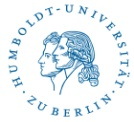 HUMBOLDT-UNIVERSITÄT
· ZU BERLIN ·